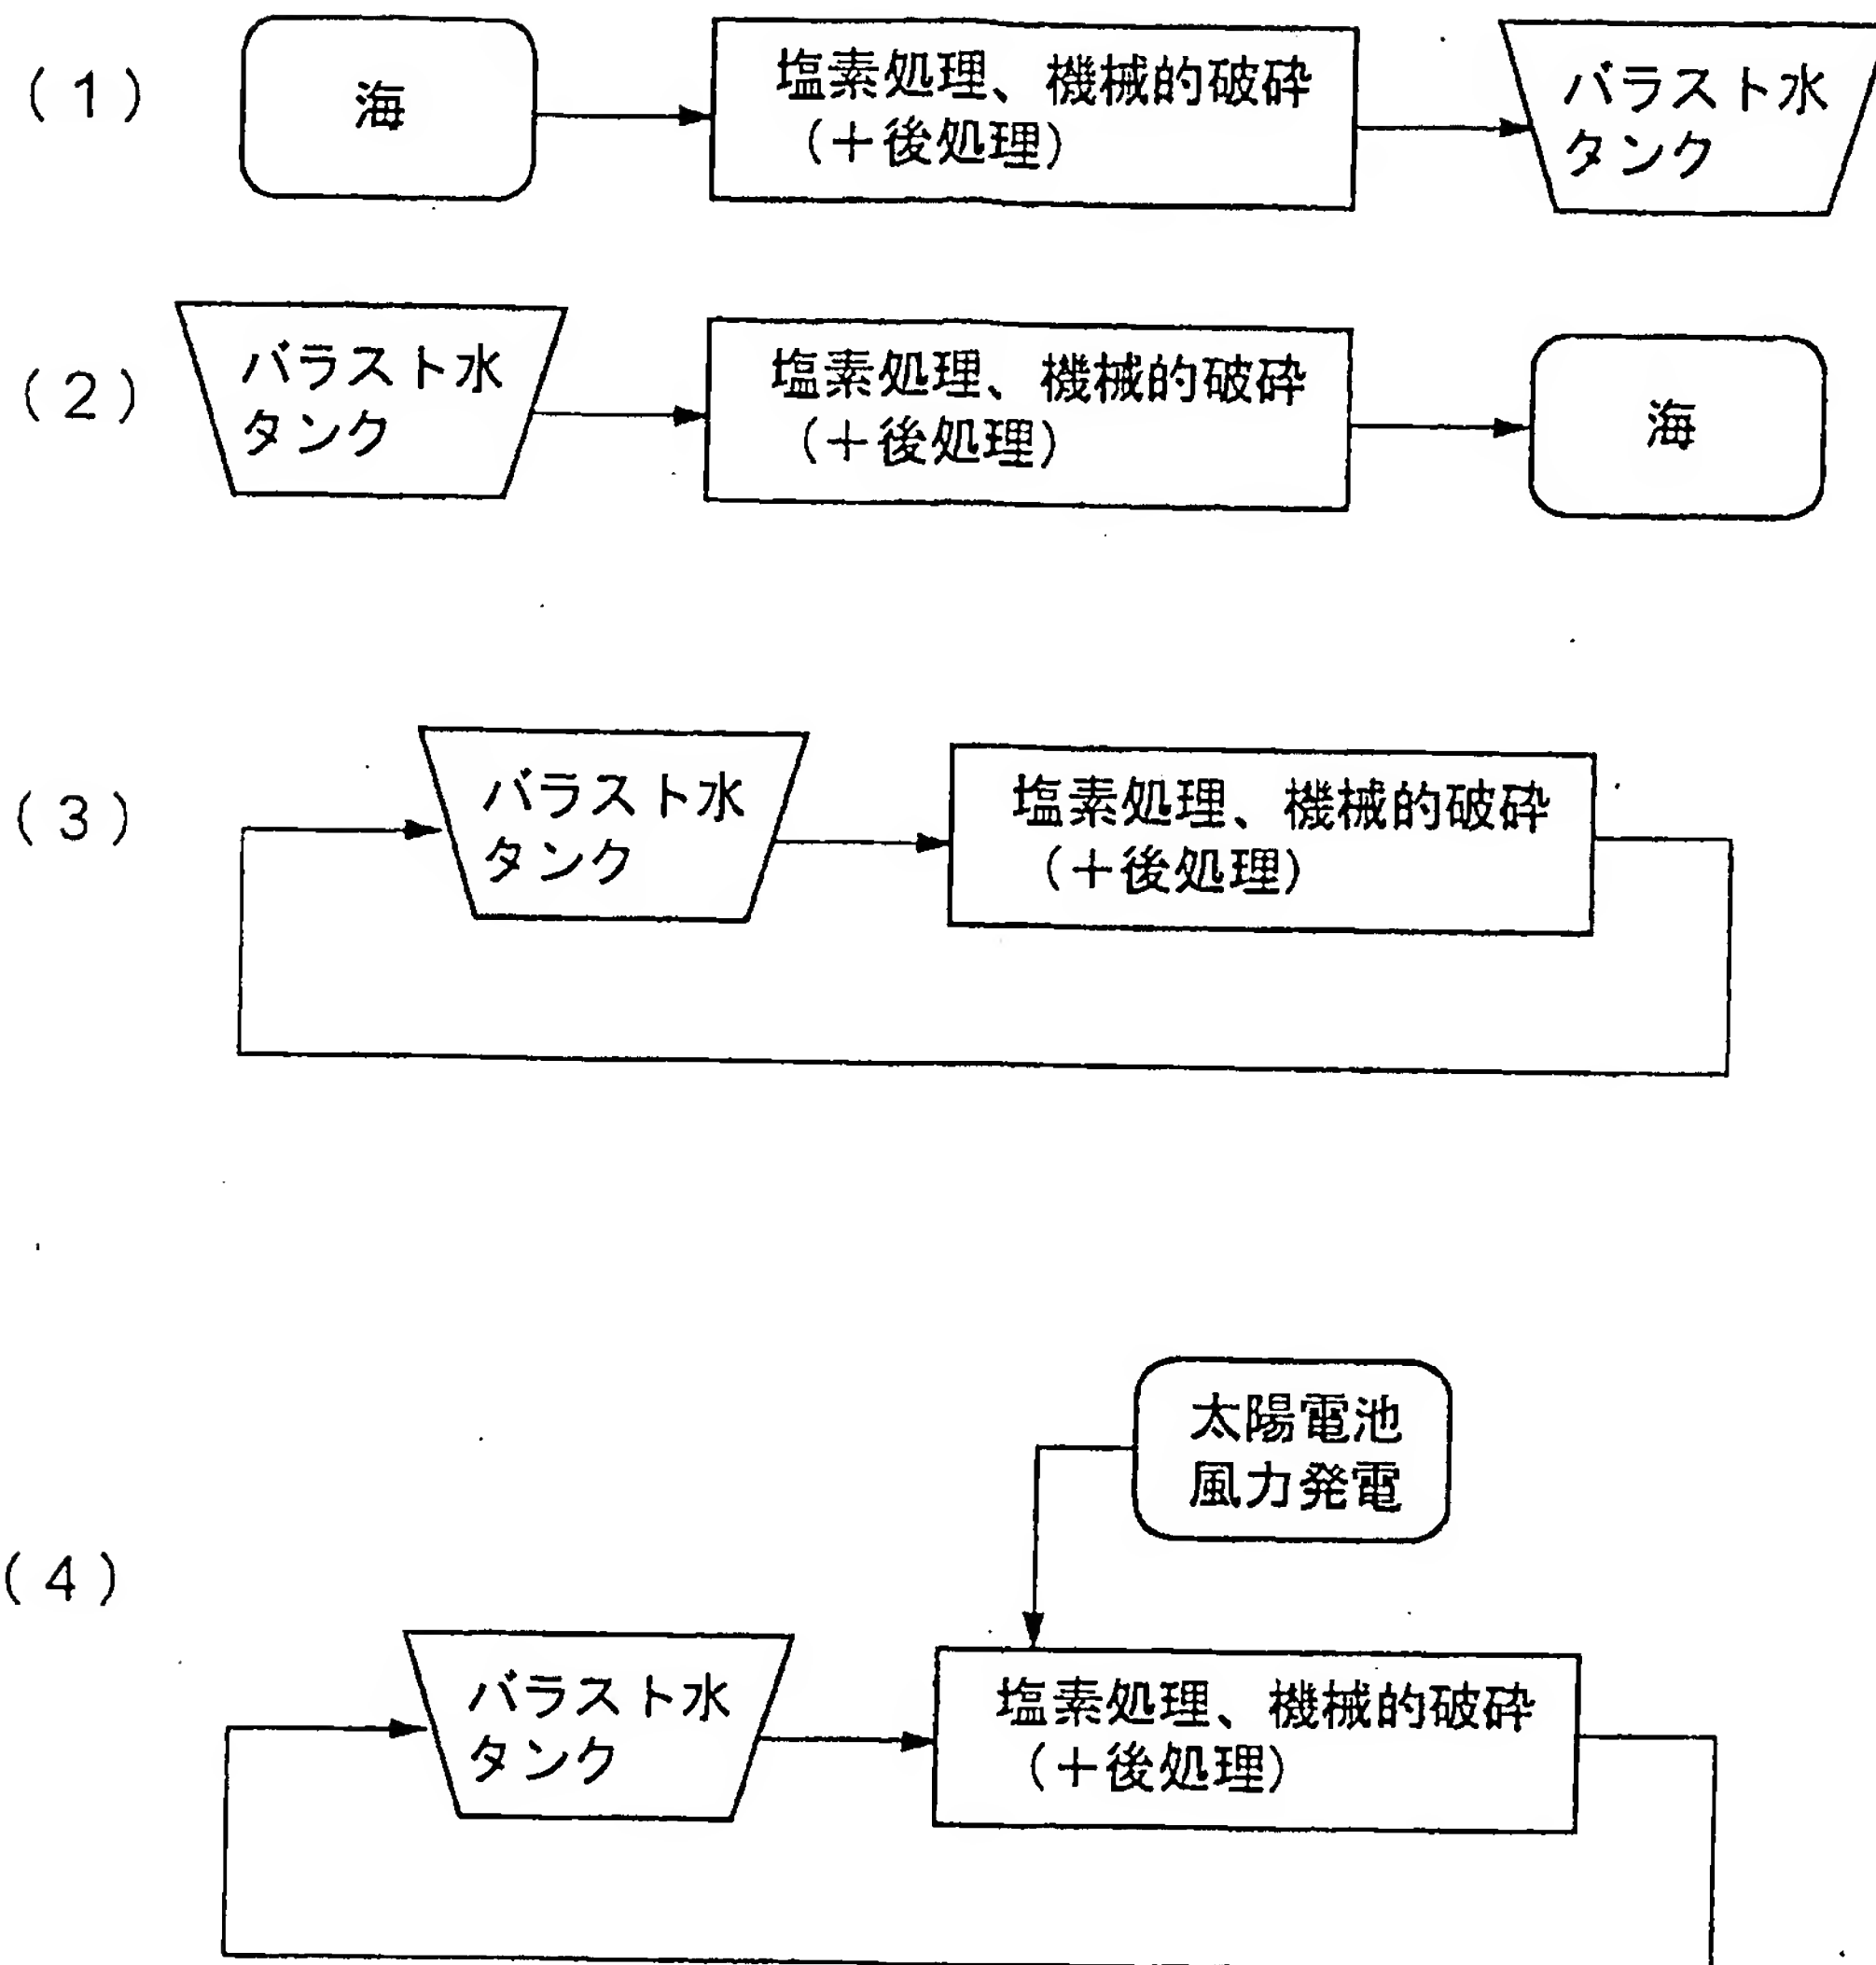 (1)
海
塩素処理、機械的破砕
(＋後処理)
バラスト水
タンク
(2)
バラスト水
タンク
塩素処理、機械的破砕
(＋後処理)
海
(3)
バラスト水
タンク
塩素処理、機械的破砕
(＋後処理)
太陽電池
風力発電
(4)
バラスト水
タンク
塩素処理、機械的破砕
(＋後処理)